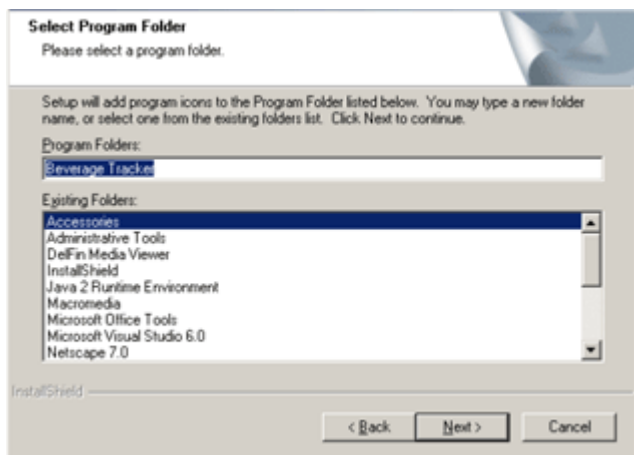 Select Program Folder
Please select a program folder.
Setup will add program icons to the Program Folder listed below. You may type a new folder
name, or select one from the existing folders list. Click Next to continue.
Program Folders:
Beverage Tracker
Existing Folders:
Accessories
Administrative Tools
DelFin Media Viewer
InstallShield
Java 2 Runtime Environment
Macromedia
Microsoft Office Tools
Microsoft Visual Studio 6.0
Netscape 7.0
InstallShield
< Back
Next >
Cancel